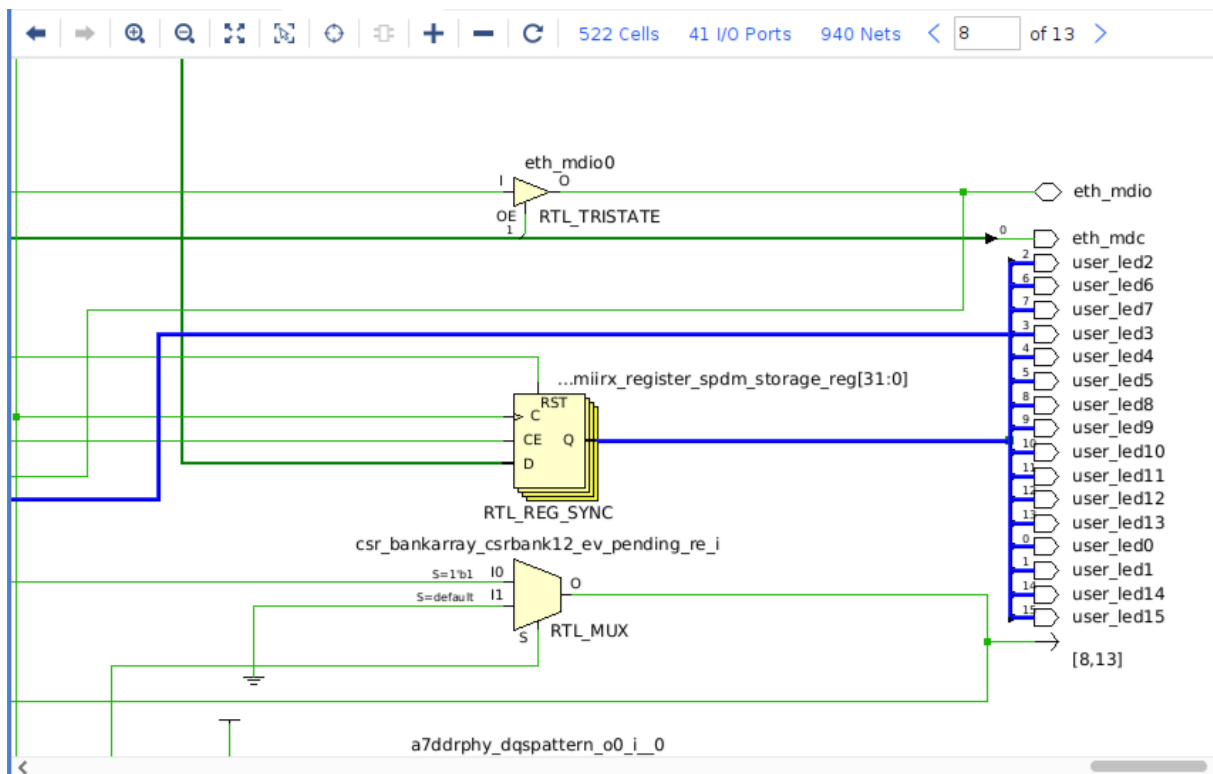 522 Cells 41 I/O Ports 940 Nets 8 of 13
eth_mdio0
I O
eth_mdio
OE RTL_TRISTATE
1
0
eth_mdc
2 user_led2
6 user_led6
7 user_led7
3 user_led3
4 user_led4
...miirx_register_spdm_storage_reg[31:0]
5 user_led5
RST
8 user_led8
C
9 user_led9
CE Q
10 user_led10
D
11 user_led11
12 user_led12
RTL_REG_SYNC
13 user_led13
csr_bankarray_csrbank12_ev_pending_re_i
0 user_led0
S=1'b1 I0
1 user_led1
O
S=default I1
14 user_led14
15 user_led15
S RTL_MUX
[8,13]
a7ddrphy_dqspattern_o0_i__0